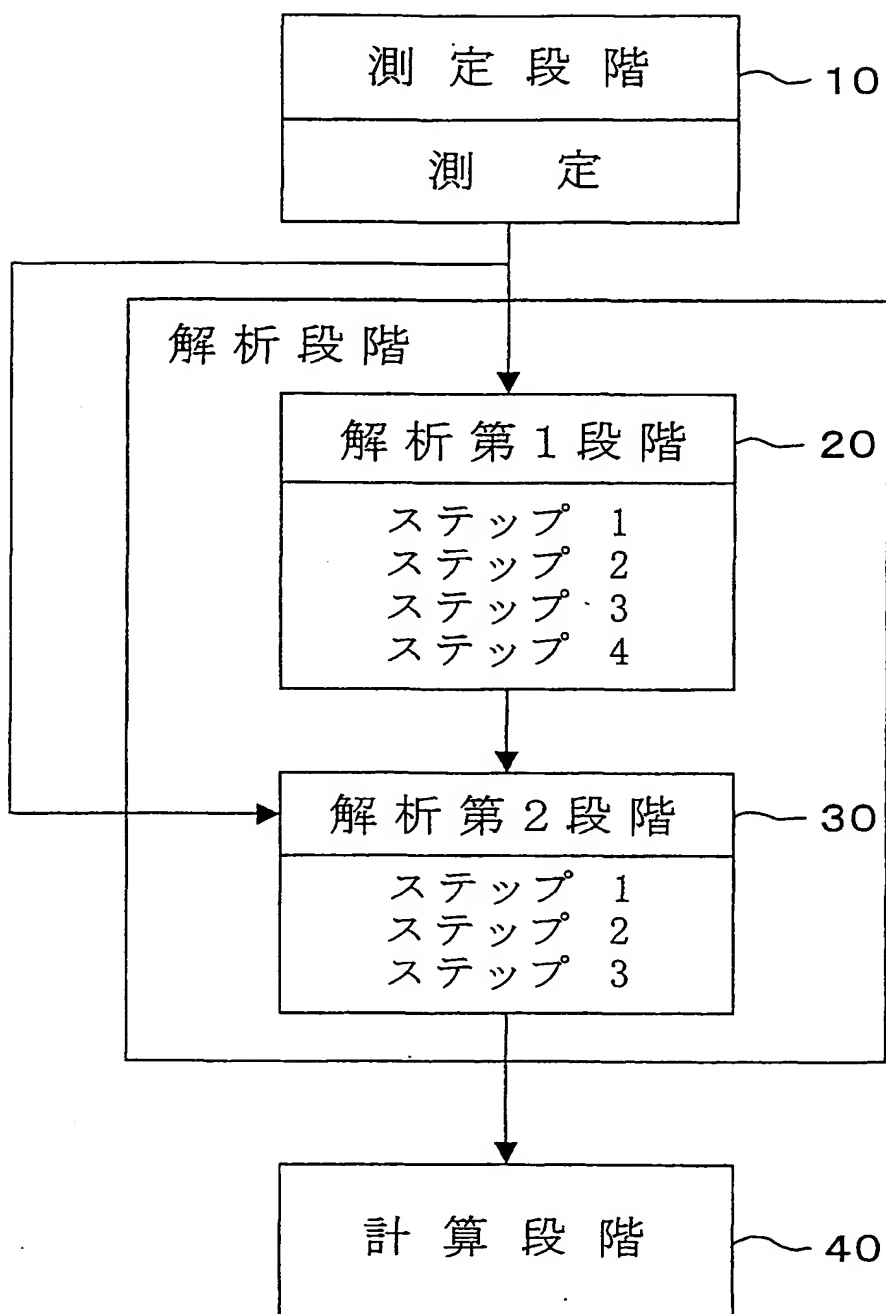 測定段階
10
測 定
解析段階
解析第1段階
20
ステップ 1
ステップ 2
ステップ 3
ステップ 4
解析第2段階
30
ステップ 1
ステップ 2
ステップ 3
計算段階
40